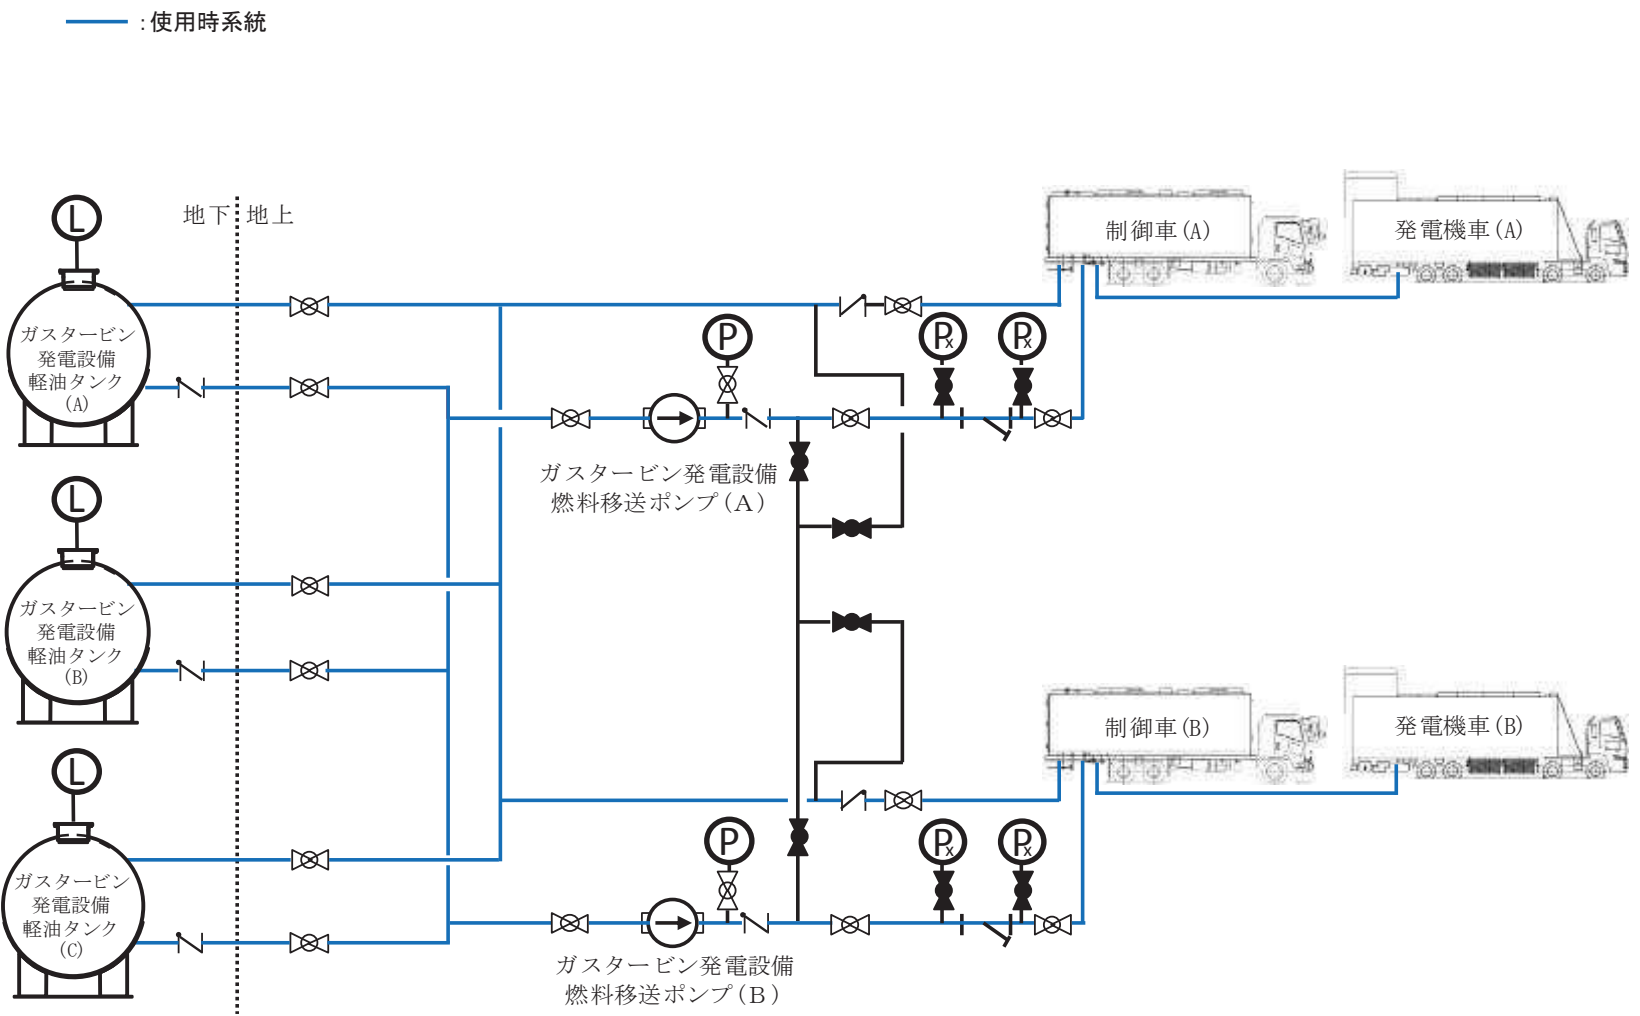 :使用時系統
L
地下 地上
制御車(A)
発電機車(A)
ガスタービン
発電設備
軽油タンク
(A)
P
Px
Px
ガスタービン発電設備
燃料移送ポンプ(A)
L
ガスタービン
発電設備
軽油タンク
(B)
制御車(B)
発電機車(B)
L
P
Px
Px
ガスタービン
発電設備
軽油タンク
(C)
ガスタービン発電設備
燃料移送ポンプ(B)